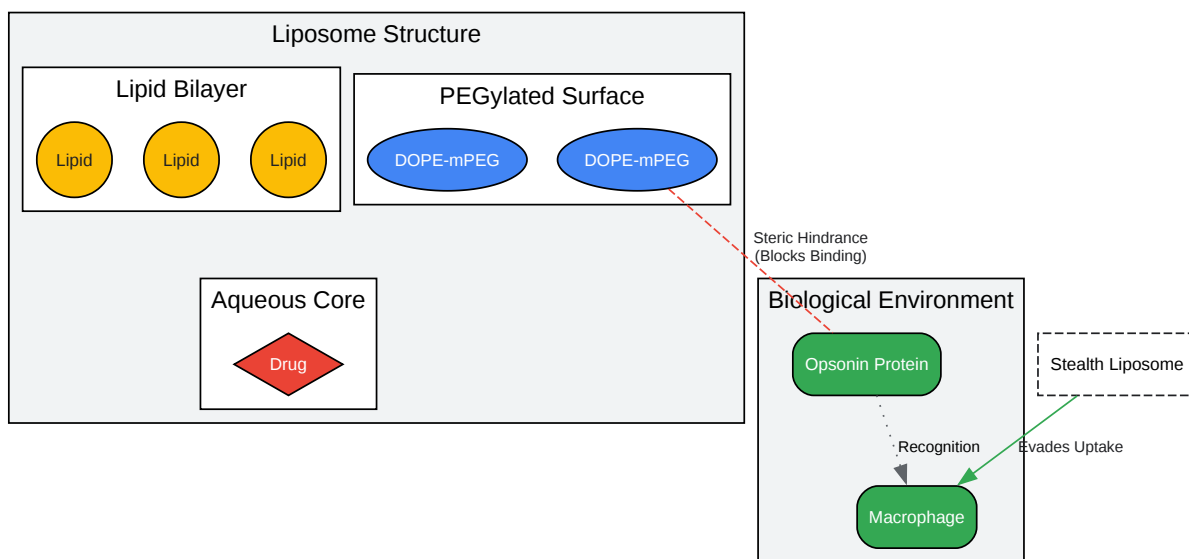 Liposome Structure
Lipid Bilayer
Lipid
Lipid
Lipid
PEGylated Surface
DOPE-mPEG
DOPE-mPEG
Steric Hindrance
(Blocks Binding)
Aqueous Core
Drug
Biological Environment
Opsonin Protein
Stealth Liposome
Recognition
Evades Uptake
Macrophage